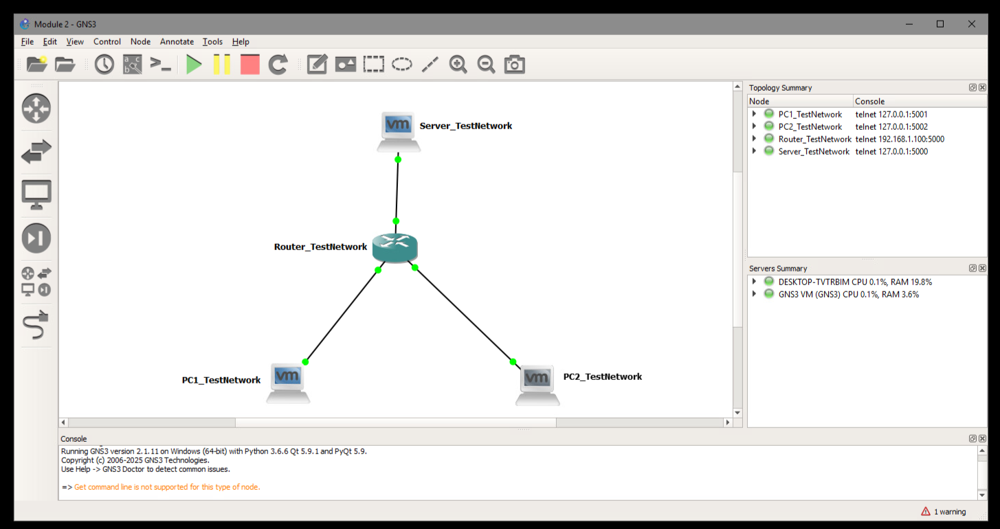 Module 2 - GNS3
File Edit View Control Node Annotate Tools Help
a c
b
>_
Topology Summary
Node Console
PC1_TestNetwork telnet 127.0.0.1:5001
PC2_TestNetwork telnet 127.0.0.1:5002
Router_TestNetwork telnet 192.168.1.100:5000
Server_TestNetwork telnet 127.0.0.1:5000
vm Server_TestNetwork
Router_TestNetwork
PC1_TestNetwork vm
vm PC2_TestNetwork
Servers Summary
DESKTOP-TVTRBIM CPU 0.1%, RAM 19.8%
GNS3 VM (GNS3) CPU 0.1%, RAM 3.6%
Console
Running GNS3 version 2.1.11 on Windows (64-bit) with Python 3.6.6 Qt 5.9.1 and PyQt 5.9.
Copyright (c) 2006-2025 GNS3 Technologies.
Use Help -> GNS3 Doctor to detect common issues.
=> Get command line is not supported for this type of node.
1 warning